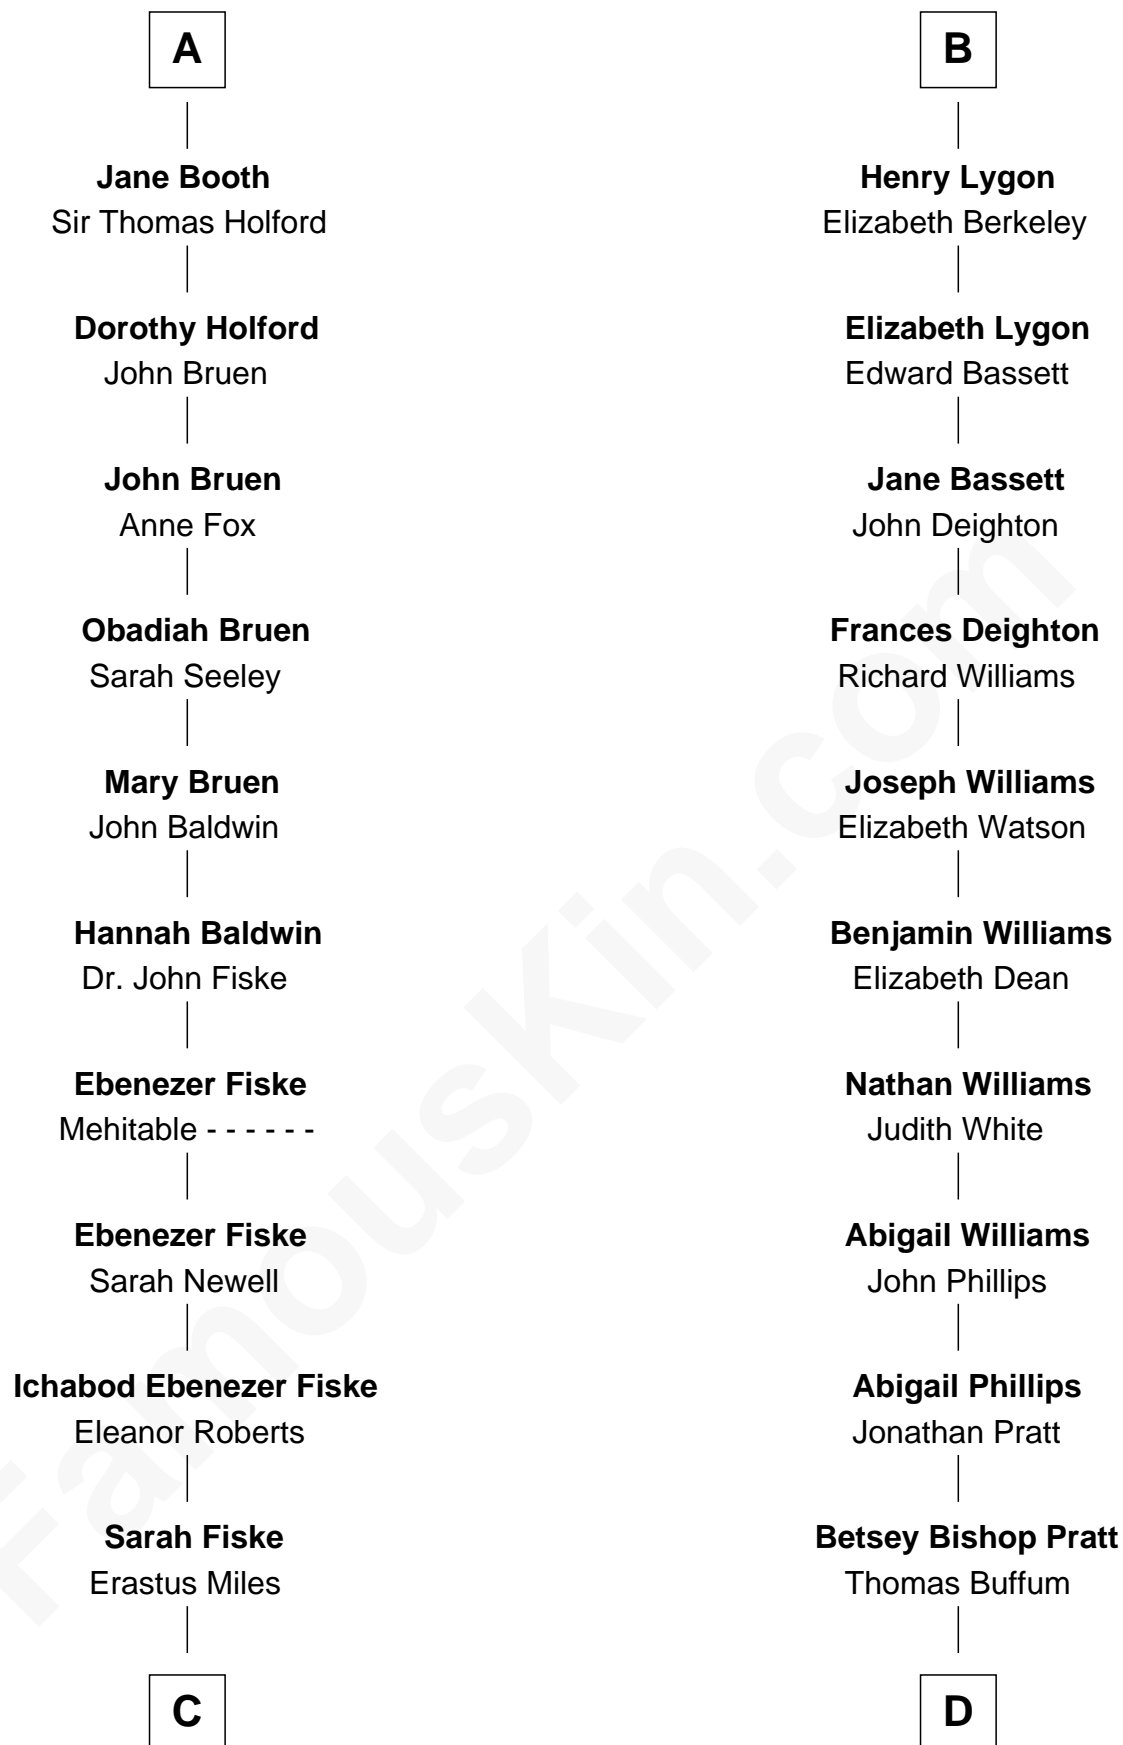 A
Jane Booth
Sir Thomas Holford
Dorothy Holford
John Bruen
John Bruen
Anne Fox
Obadiah Bruen
Sarah Seeley
Mary Bruen
John Baldwin
Hannah Baldwin
Dr. John Fiske
Ebenezer Fiske
Mehitable - - - - - -
Ebenezer Fiske
Sarah Newell
Ichabod Ebenezer Fiske
Eleanor Roberts
Sarah Fiske
Erastus Miles
C
B
Henry Lygon
Elizabeth Berkeley
Elizabeth Lygon
Edward Bassett
Jane Bassett
John Deighton
Frances Deighton
Richard Williams
Joseph Williams
Elizabeth Watson
Benjamin Williams
Elizabeth Dean
Nathan Williams
Judith White
Abigail Williams
John Phillips
Abigail Phillips
Jonathan Pratt
Betsey Bishop Pratt
Thomas Buffum
D
FamousKin.com